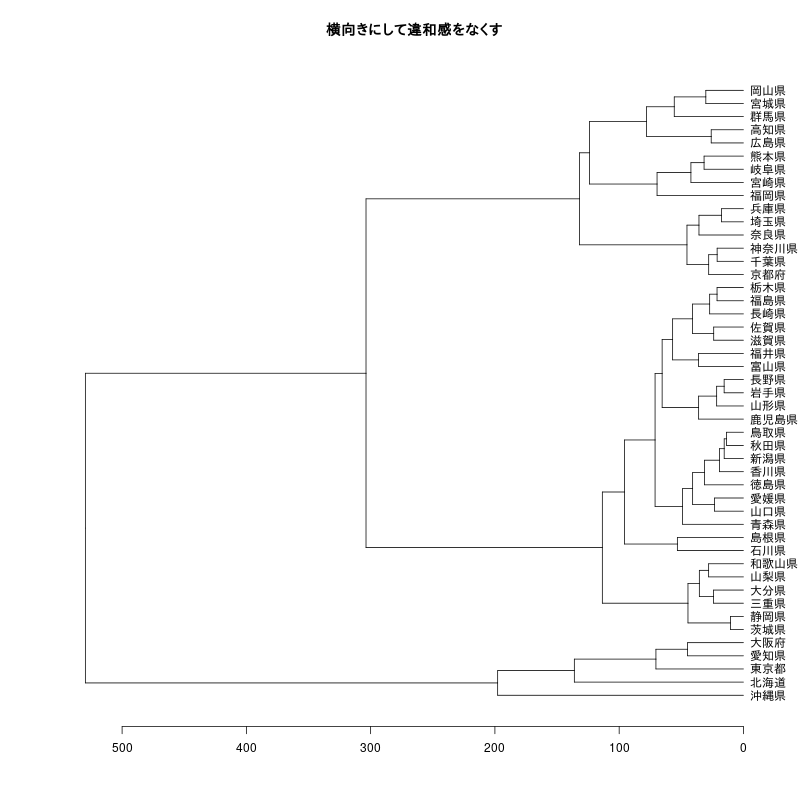 横向きにして違和感をなくす
岡山県
宮城県
群馬県
高知県
広島県
熊本県
岐阜県
宮崎県
福岡県
兵庫県
埼玉県
奈良県
神奈川県
千葉県
京都府
栃木県
福島県
長崎県
佐賀県
滋賀県
福井県
富山県
長野県
岩手県
山形県
鹿児島県
鳥取県
秋田県
新潟県
香川県
徳島県
愛媛県
山口県
青森県
島根県
石川県
和歌山県
山梨県
大分県
三重県
静岡県
茨城県
大阪府
愛知県
東京都
北海道
沖縄県
500 400 300 200 100 0